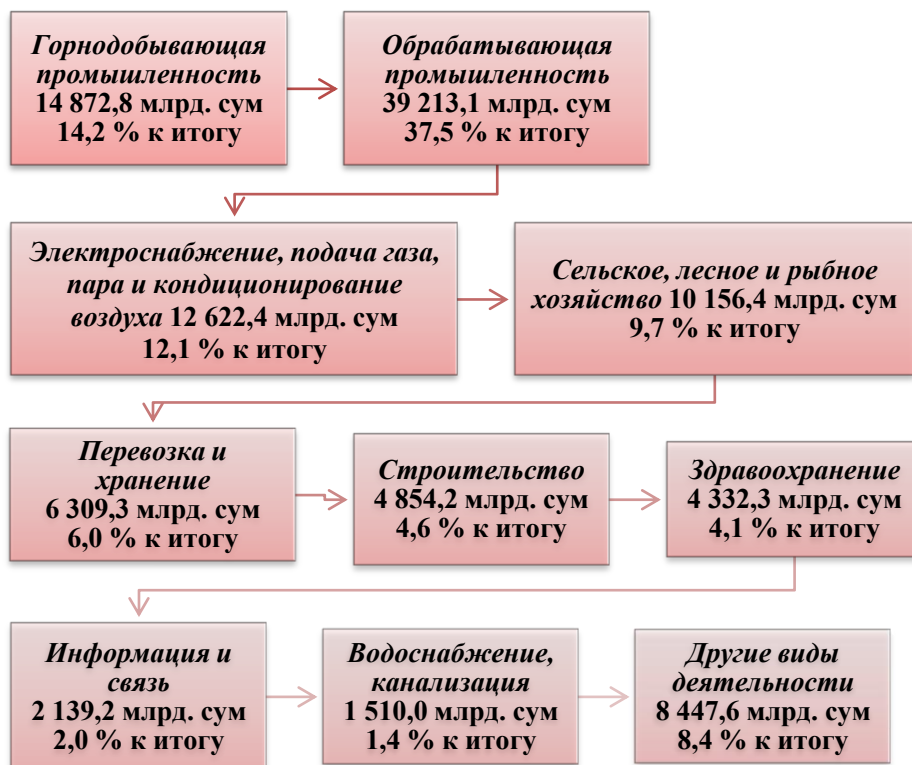 Горнодобывающая
промышленность
14 872,8 млрд. сум
14,2 % к итогу
Обрабатывающая
промышленность
39 213,1 млрд. сум
37,5 % к итогу
Электроснабжение, подача газа,
пара и кондиционирование
воздуха 12 622,4 млрд. сум
12,1 % к итогу
Сельское, лесное и рыбное
хозяйство 10 156,4 млрд. сум
9,7 % к итогу
Перевозка и
хранение
6 309,3 млрд. сум
6,0 % к итогу
Строительство
4 854,2 млрд. сум
4,6 % к итогу
Здравоохранение
4 332,3 млрд. сум
4,1 % к итогу
Информация и
связь
2 139,2 млрд. сум
2,0 % к итогу
Водоснабжение,
канализация
1 510,0 млрд. сум
1,4 % к итогу
Другие виды
деятельности
8 447,6 млрд. сум
8,4 % к итогу